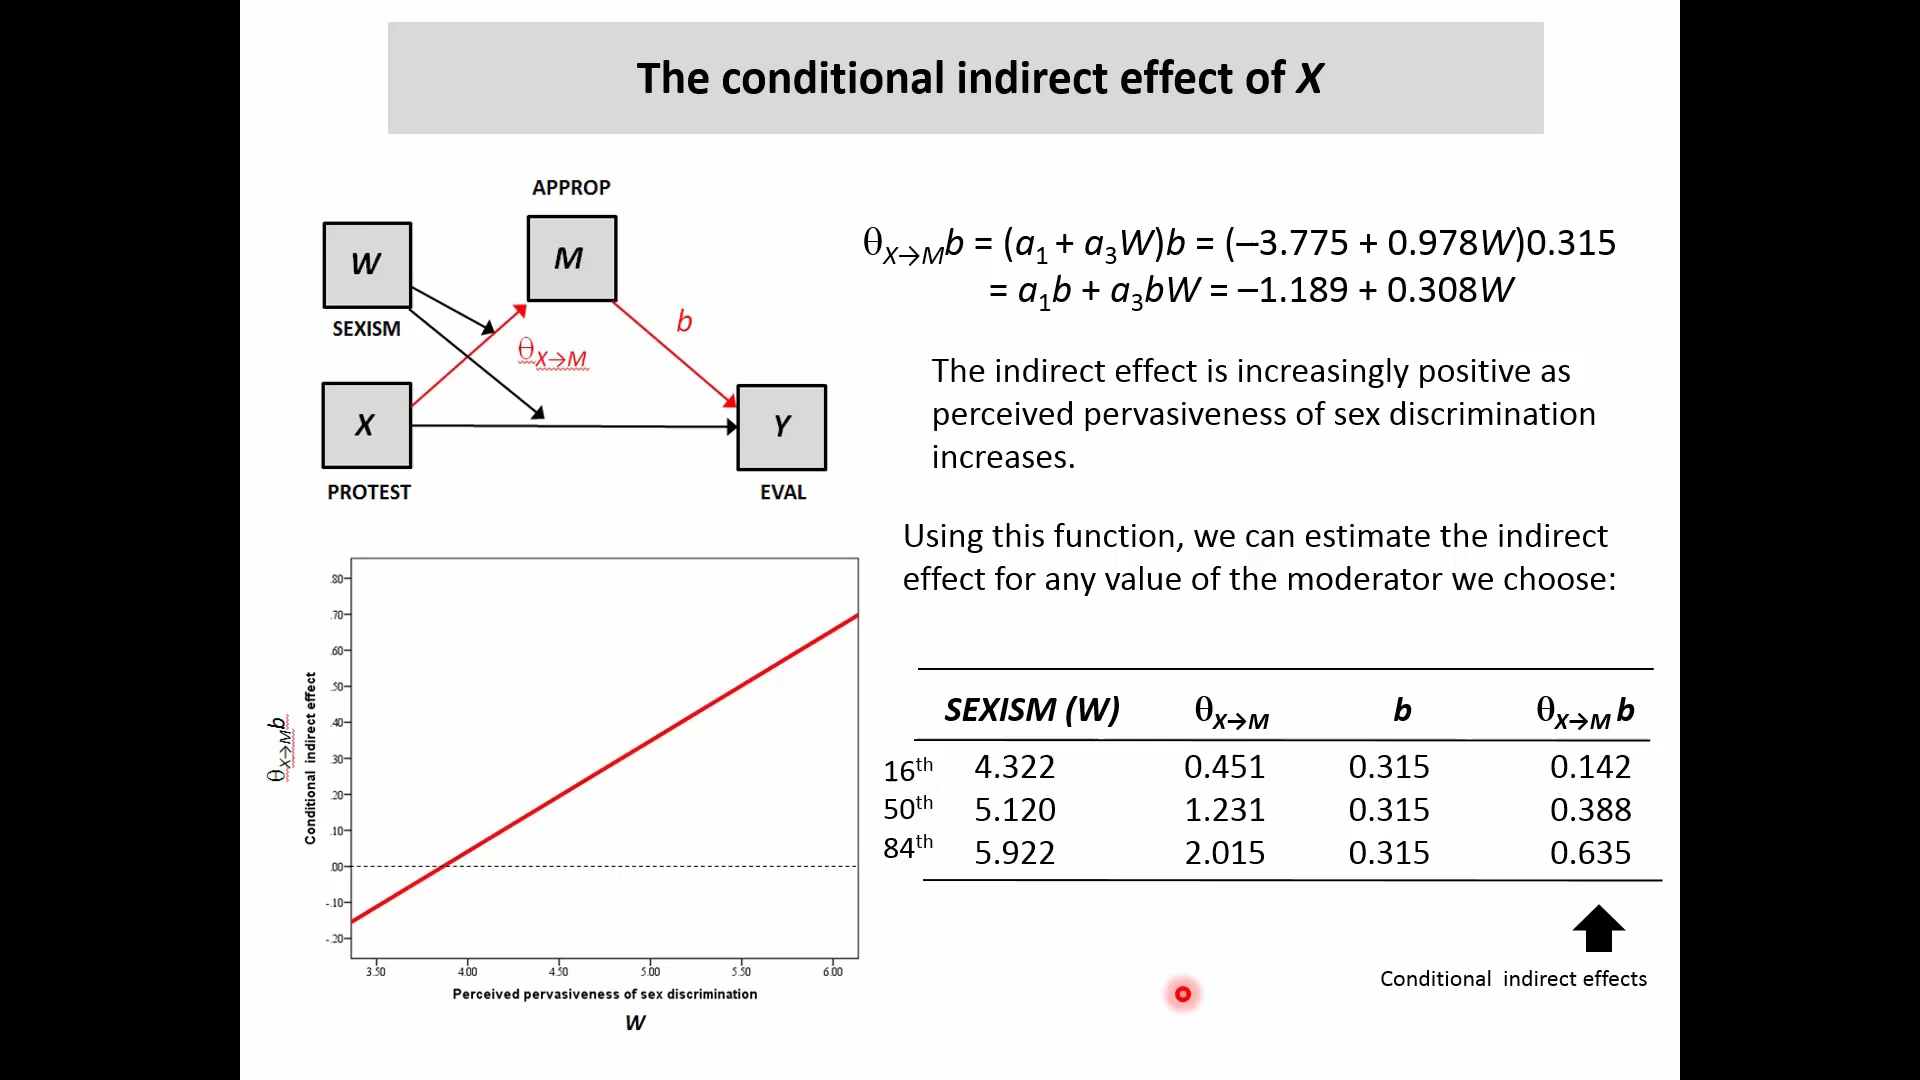 The conditional indirect effect of X
APPROP
W
M
SEXISM
b
θX→M
X
Y
PROTEST
EVAL
θX→Mb = (a1 + a3W)b = (–3.775 + 0.978W)0.315
= a1b + a3bW = –1.189 + 0.308W
The indirect effect is increasingly positive as
perceived pervasiveness of sex discrimination
increases.
Using this function, we can estimate the indirect
effect for any value of the moderator we choose:
θX→Mb
Conditional indirect effect
.80
.70
.60
.50
.40
.30
.20
.10
.00
-.10
-.20
3.50 4.00 4.50 5.00 5.50 6.00
Perceived pervasiveness of sex discrimination
W
SEXISM (W) θX→M b θX→M b
16th 4.322 0.451 0.315 0.142
50th 5.120 1.231 0.315 0.388
84th 5.922 2.015 0.315 0.635
Conditional indirect effects